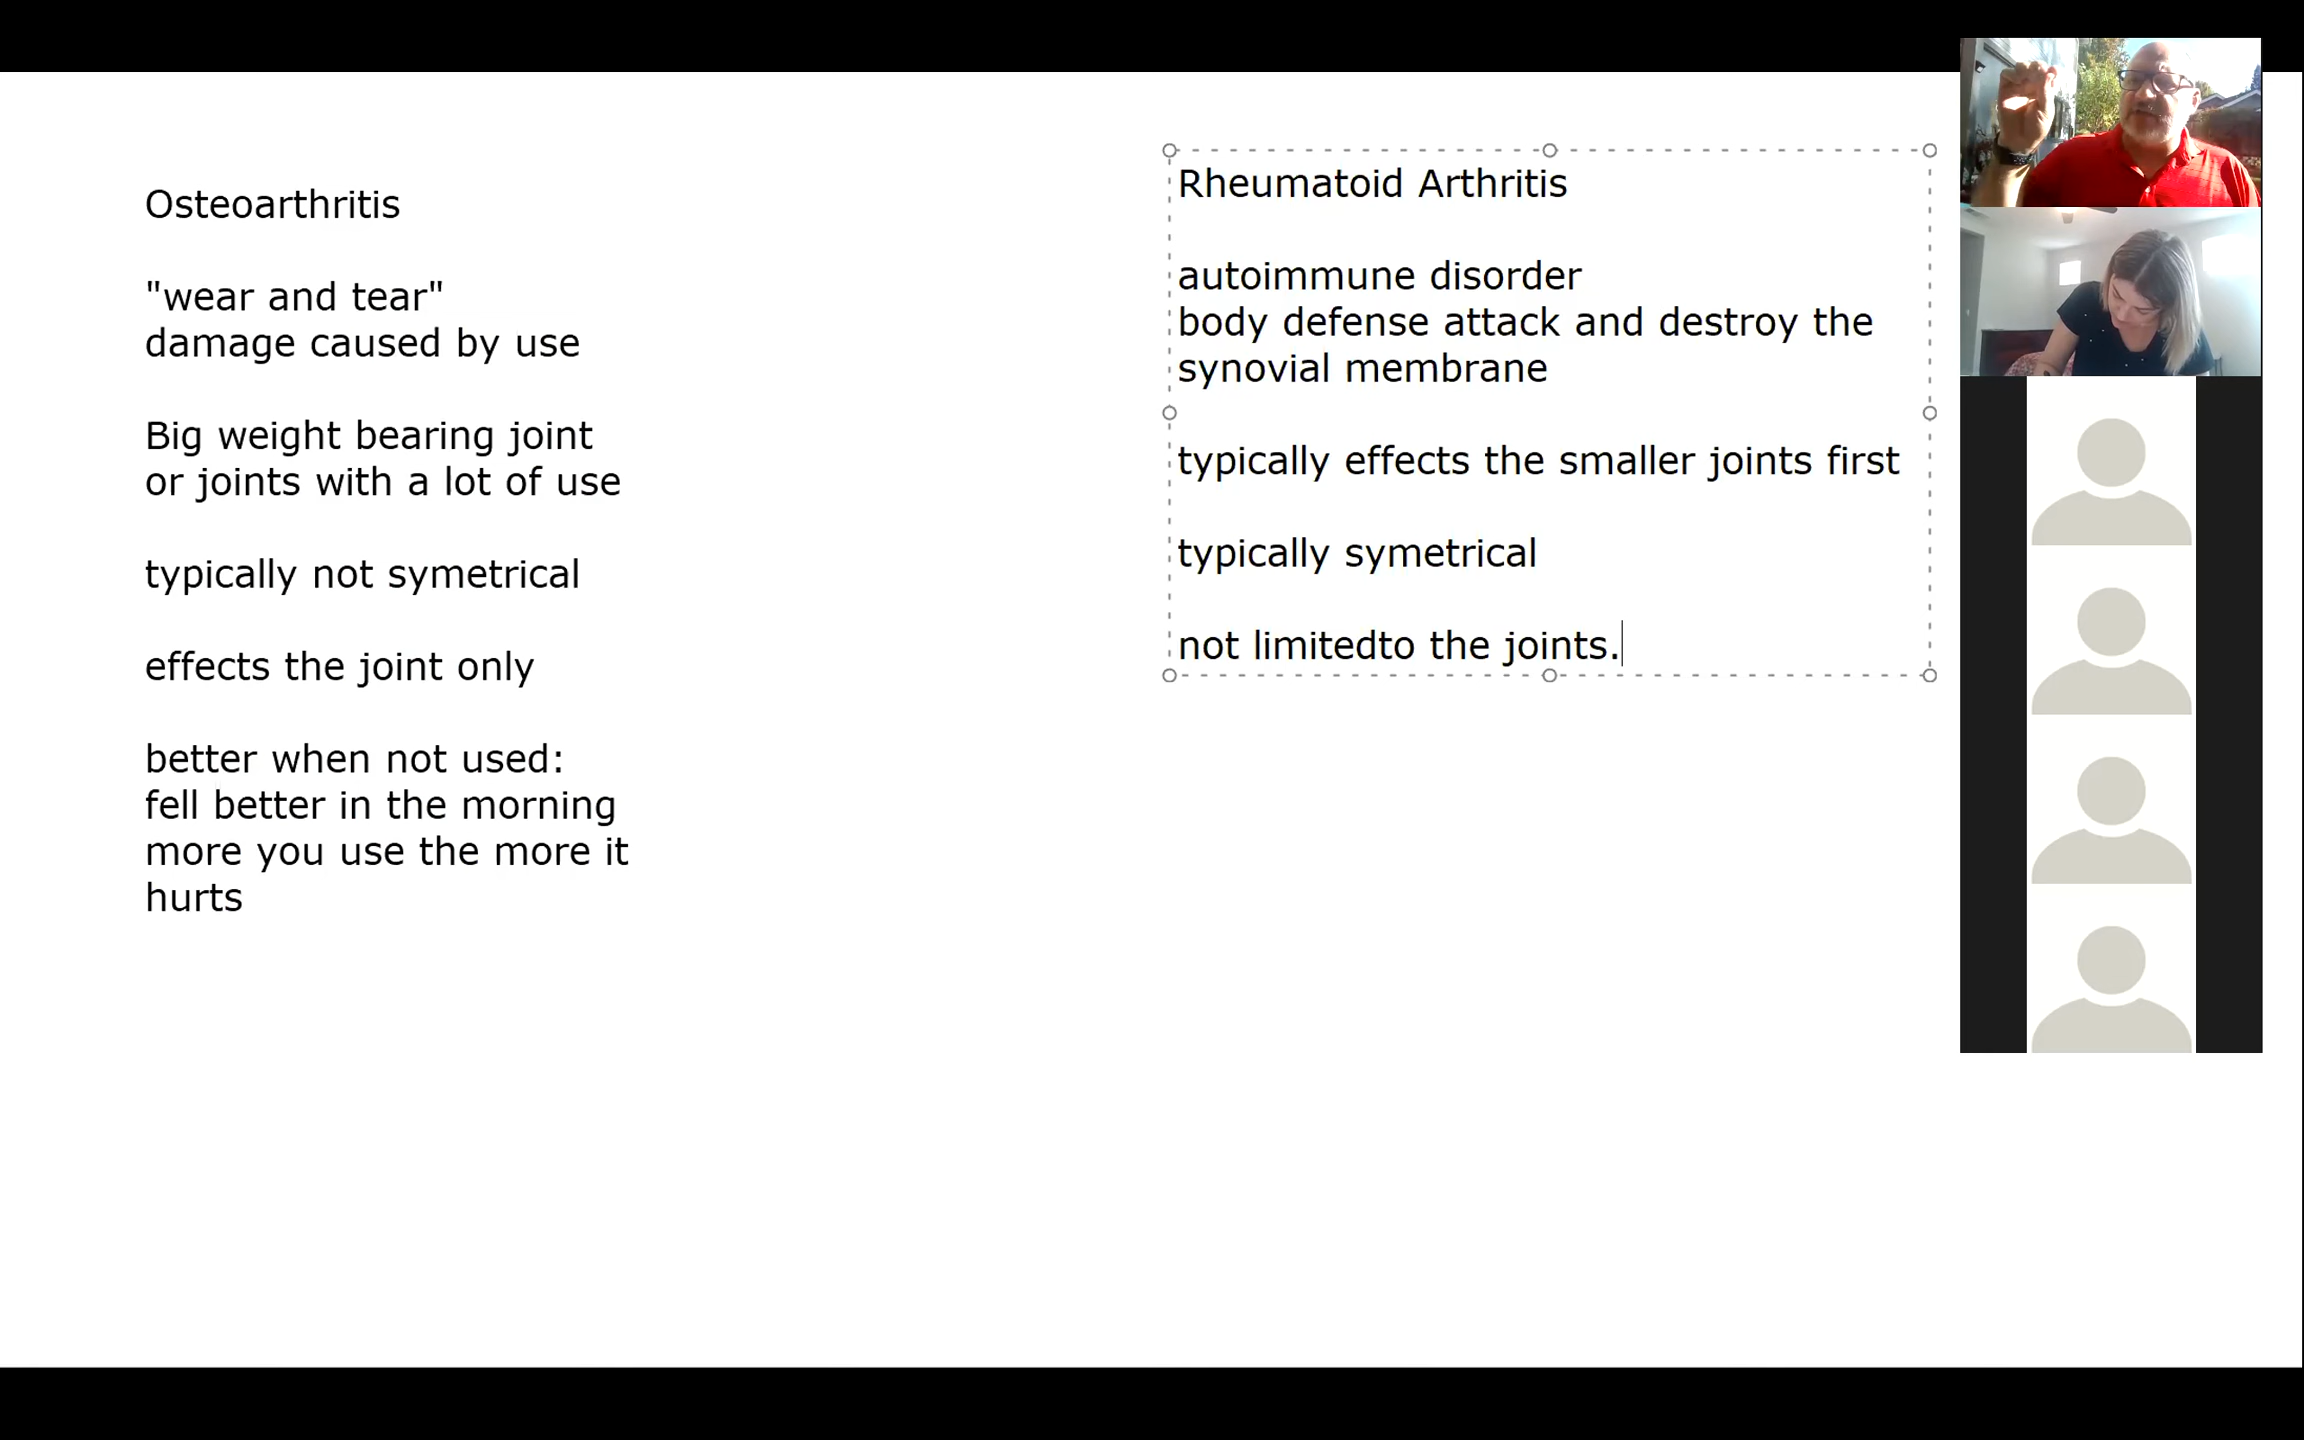 Osteoarthritis
"wear and tear"
damage caused by use
Big weight bearing joint
or joints with a lot of use
typically not symetrical
effects the joint only
better when not used:
fell better in the morning
more you use the more it
hurts
Rheumatoid Arthritis
autoimmune disorder
body defense attack and destroy the
synovial membrane
typically effects the smaller joints first
typically symetrical
not limitedto the joints.